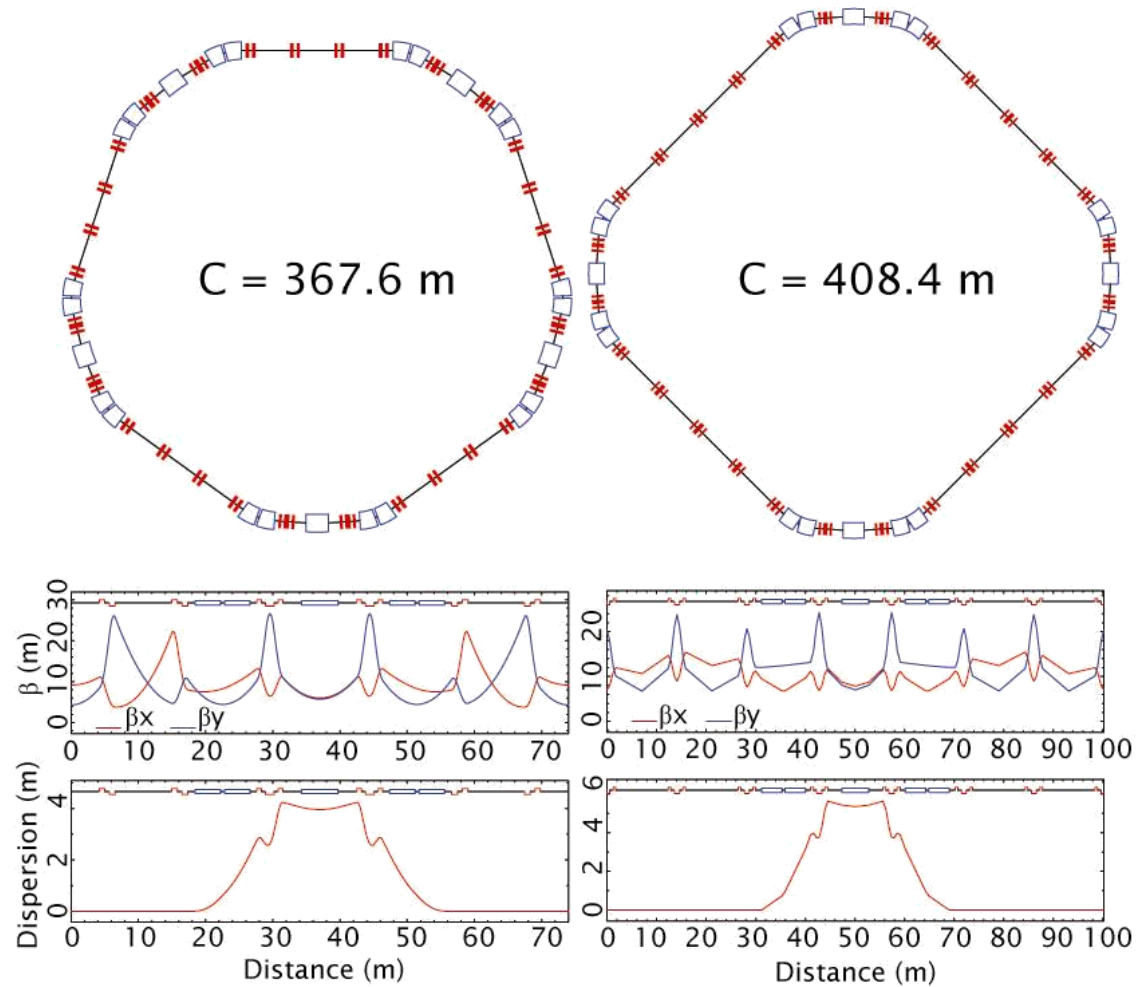 C = 367.6 m
C = 408.4 m
β (m)
0 10 20 30
βx βy
0 10 20 30 40 50 60 70
0 10 20
βx βy
0 10 20 30 40 50 60 70 80 90 100
Dispersion (m)
0 2 4
0 10 20 30 40 50 60 70
Distance (m)
0 2 4 6
0 10 20 30 40 50 60 70 80 90 100
Distance (m)